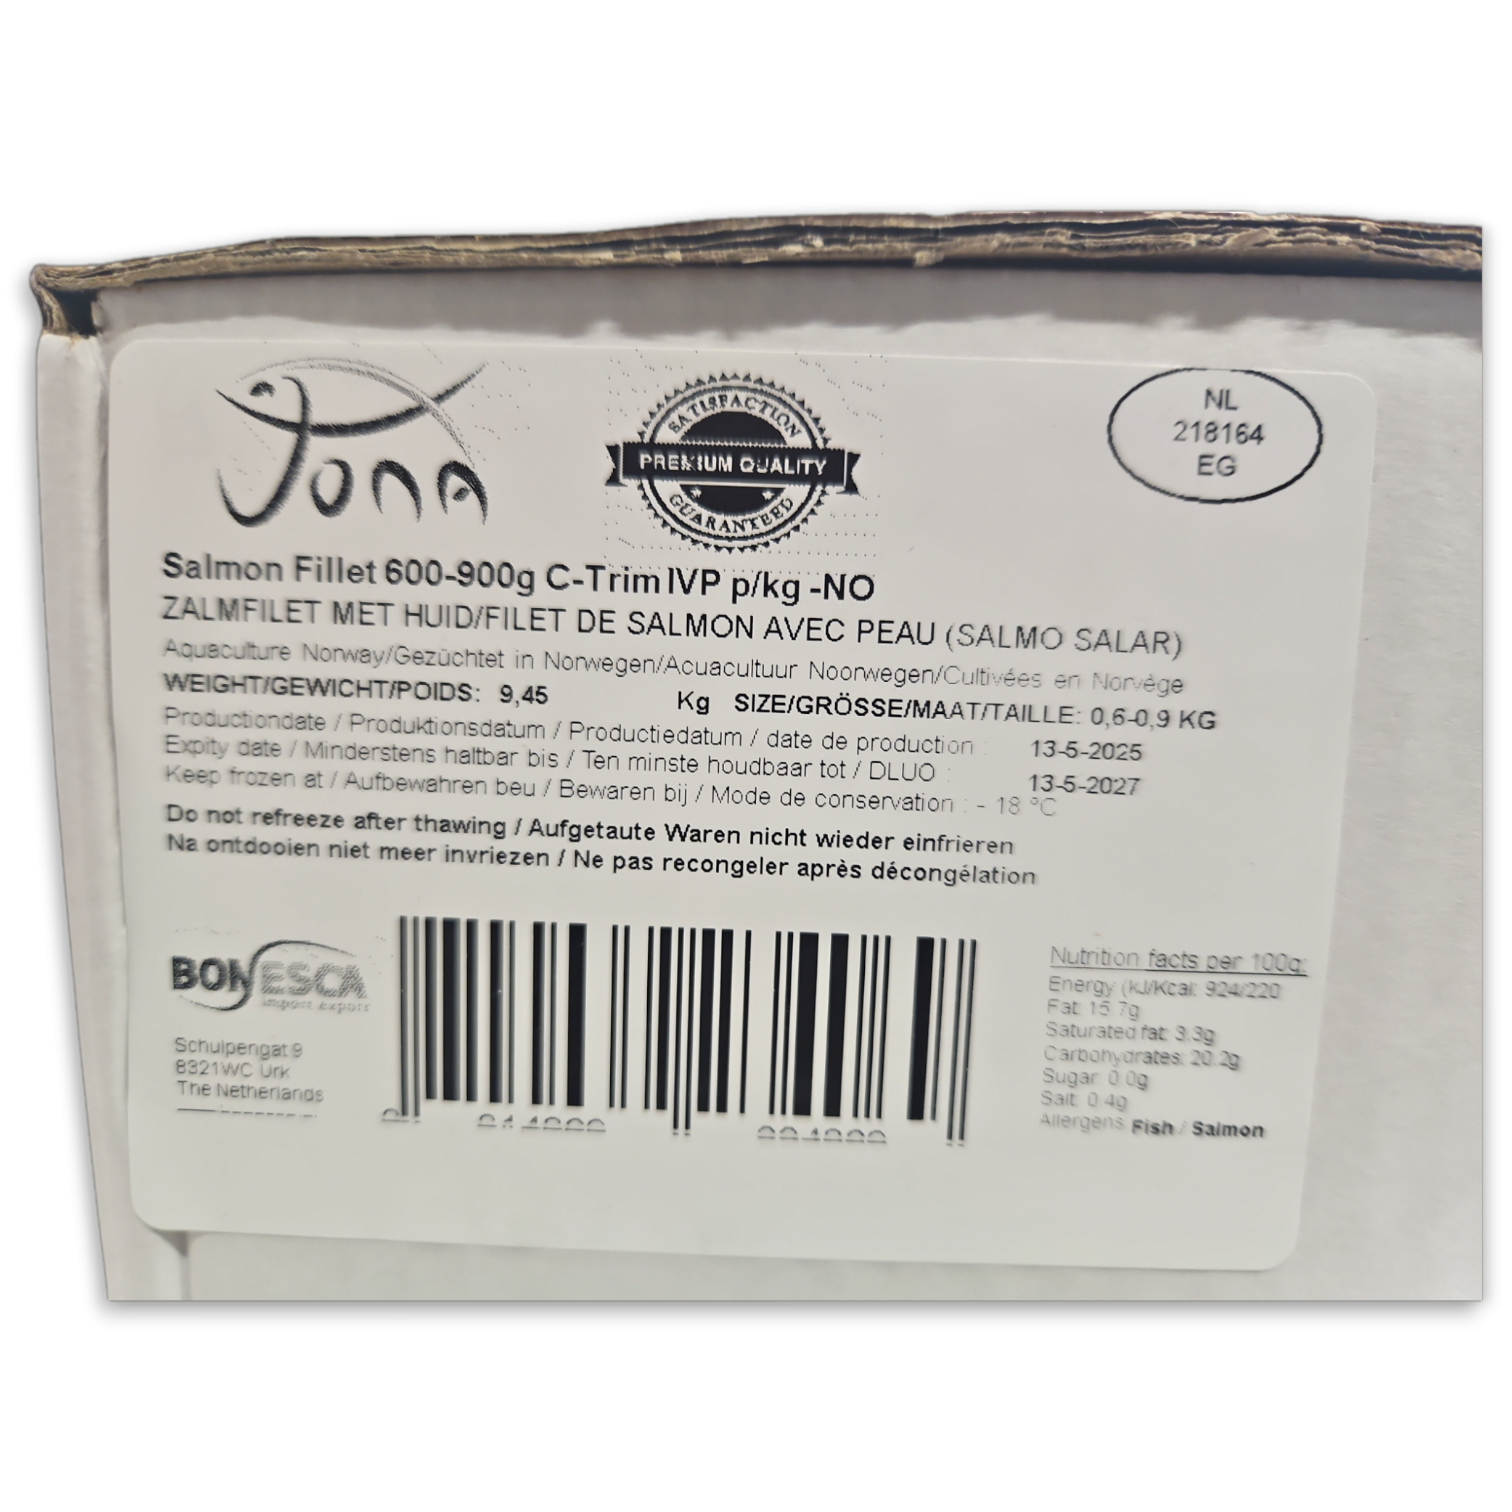 Jona
SATISFACTION
PREMIUM QUALITY
GUARANTEED
NL
218164
EG
Salmon Fillet 600-900g C-Trim IVP p/kg -NO
ZALMFILET MET HUID/FILET DE SALMON AVEC PEAU (SALMO SALAR)
Aquaculture Norway/Gezüchtet in Norwegen/Acuacultuur Noorwegen/Cultivées en Norvège
WEIGHT/GEWICHT/POIDS: 9,45 Kg SIZE/GRÖSSE/MAAT/TAILLE: 0,6-0,9 KG
Productiondate / Produktionsdatum / Productiedatum / date de production : 13-5-2025
Expity date / Minderstens haltbar bis / Ten minste houdbaar tot / DLUO : 13-5-2027
Keep frozen at / Aufbewahren beu / Bewaren bij / Mode de conservation : - 18 °C
Do not refreeze after thawing / Aufgetaute Waren nicht wieder einfrieren
Na ontdooien niet meer invriezen / Ne pas recongeler après décongélation
BONESCA
import export
Schulpengat 9
8321WC Urk
The Netherlands
Nutrition facts per 100g:
Energy (kJ/Kcal: 924/220
Fat: 15.7g
Saturated fat: 3.3g
Carbohydrates: 20.2g
Sugar: 0.0g
Salt: 0.4g
Allergens: Fish / Salmon